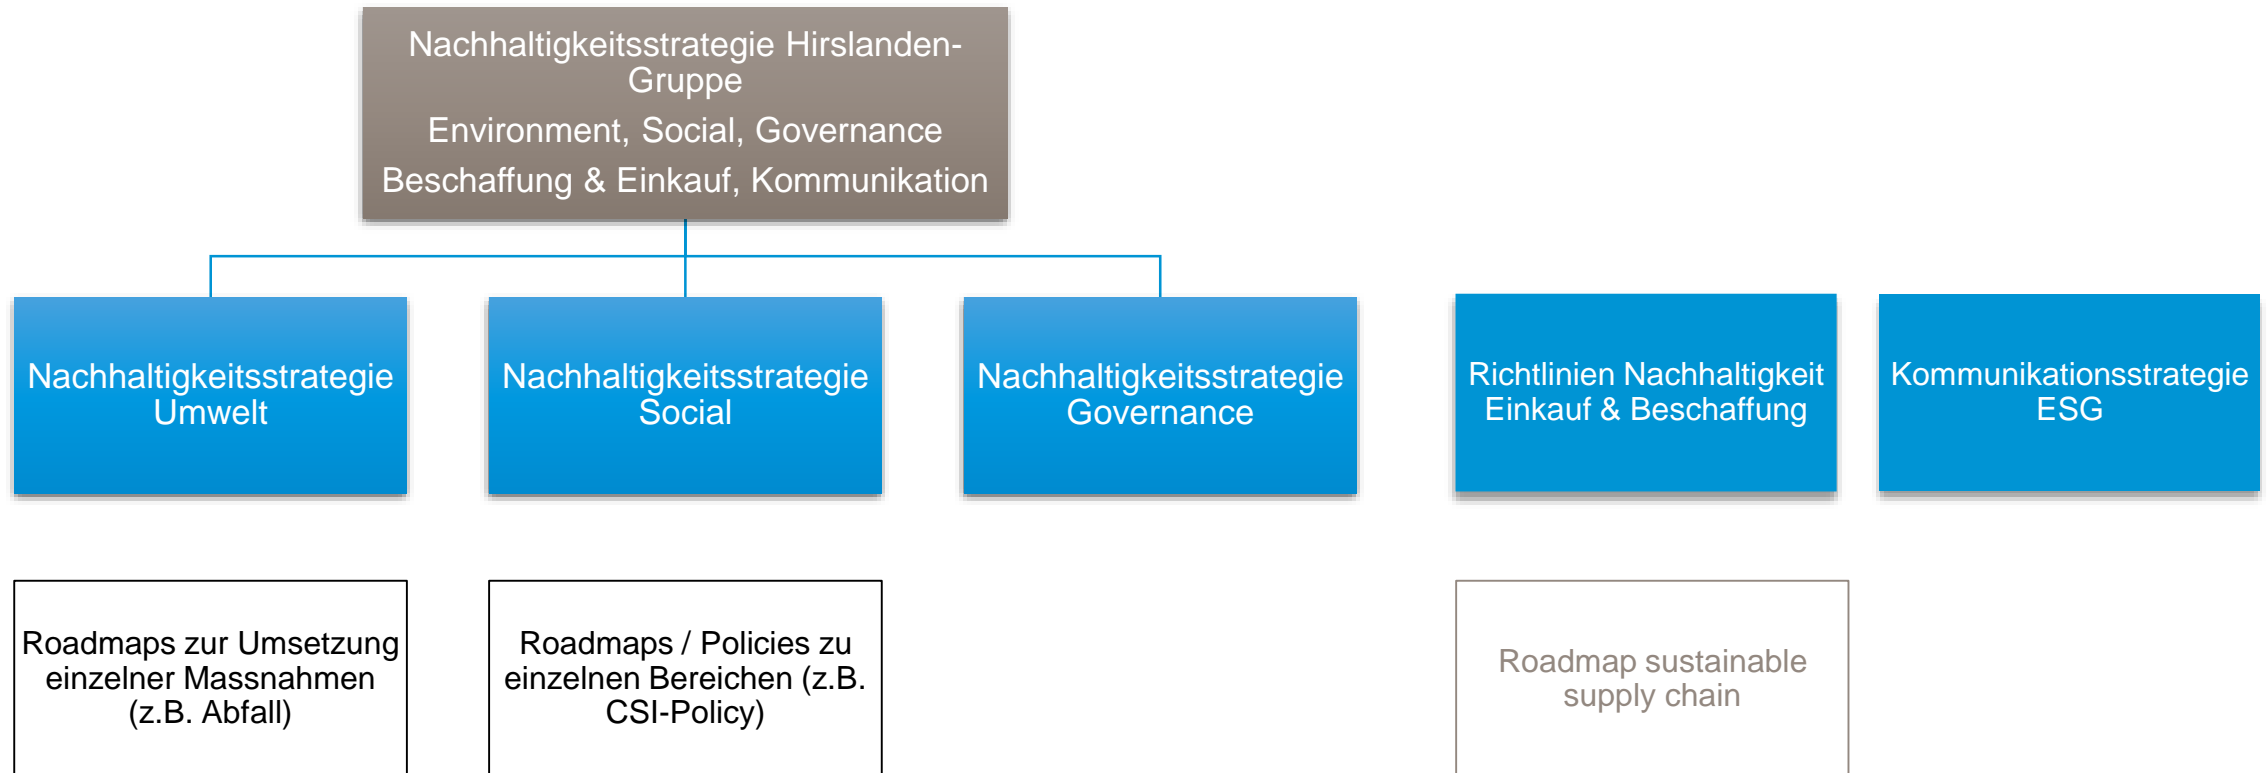 Nachhaltigkeitsstrategie Hirslanden-
Gruppe
Environment, Social, Governance
Beschaffung & Einkauf, Kommunikation
Nachhaltigkeitsstrategie
Umwelt
Nachhaltigkeitsstrategie
Social
Nachhaltigkeitsstrategie
Governance
Richtlinien Nachhaltigkeit
Einkauf & Beschaffung
Kommunikationsstrategie
ESG
Roadmaps zur Umsetzung
einzelner Massnahmen
(z.B. Abfall)
Roadmaps / Policies zu
einzelnen Bereichen (z.B.
CSI-Policy)
Roadmap sustainable
supply chain